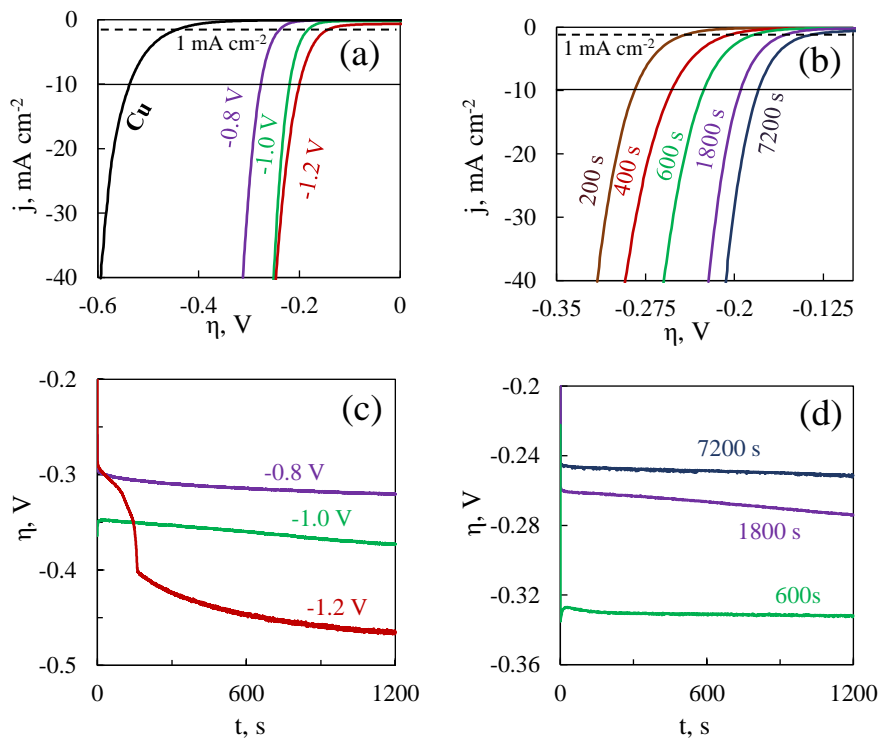 0
-10
-20
-30
-40
j, mA cm-2
-0.6
-0.4
-0.2
0
η, V
1 mA cm-2
(a)
Cu
-0.8 V
-1.0 V
-1.2 V
0
-10
-20
-30
-40
j, mA cm-2
-0.35
-0.275
-0.2
-0.125
η, V
1 mA cm-2
(b)
200 s
400 s
600 s
1800 s
7200 s
-0.2
-0.3
-0.4
-0.5
η, V
0
600
1200
t, s
(c)
-0.8 V
-1.0 V
-1.2 V
-0.2
-0.24
-0.28
-0.32
-0.36
η, V
0
600
1200
t, s
(d)
7200 s
1800 s
600s